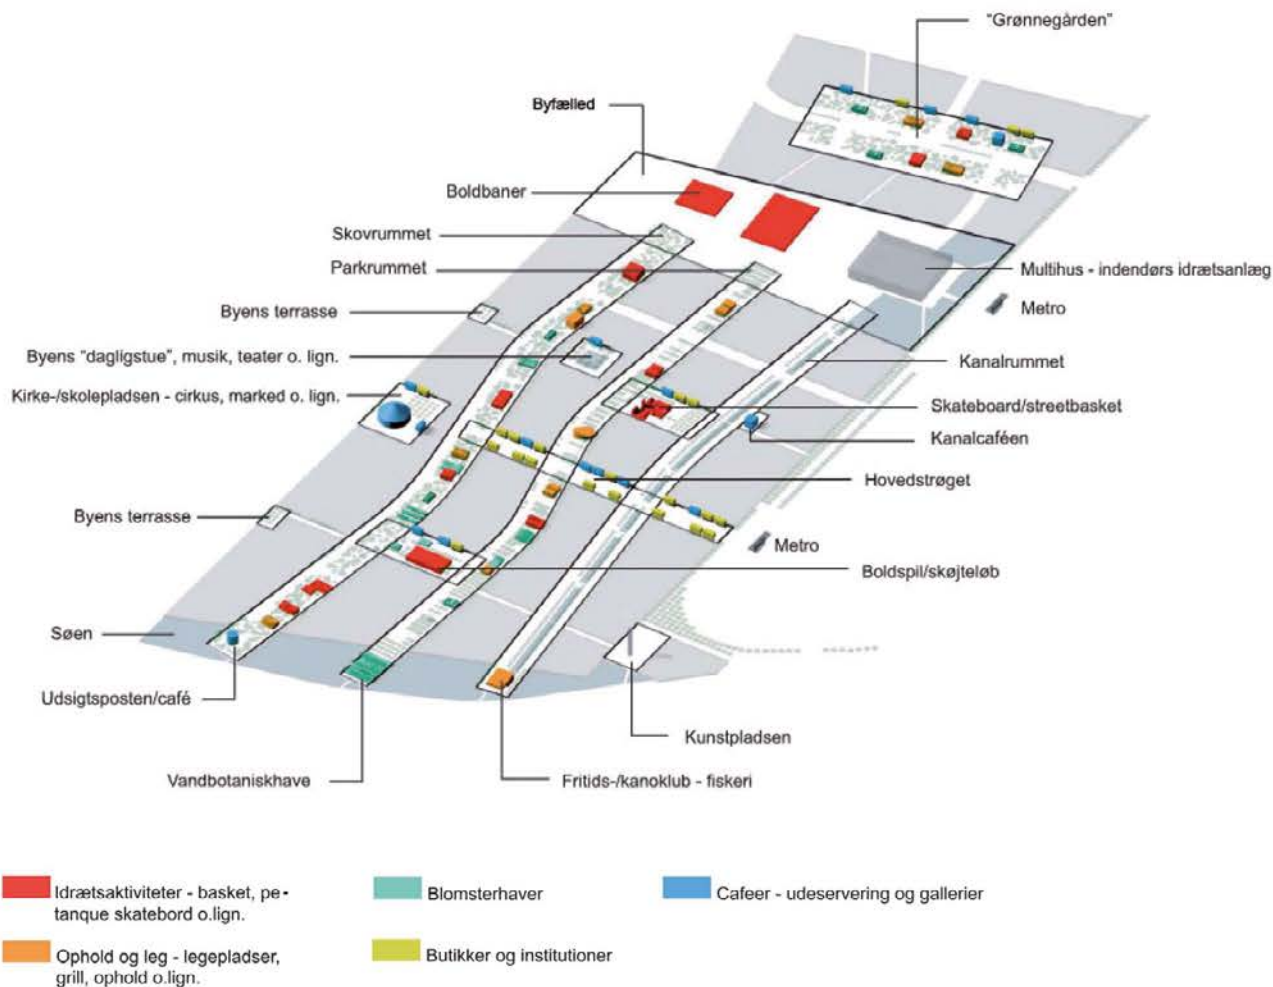 "Grønnegården"
Byfælled
Boldbaner
Skovrummet
Parkrummet
Multihus - indendørs idrætsanlæg
Metro
Byens terrasse
Byens "dagligstue", musik, teater o. lign.
Kanalrummet
Kirke-/skolepladsen - cirkus, marked o. lign.
Skateboard/streetbasket
Kanalcaféen
Hovedstrøget
Byens terrasse
Metro
Boldspil/skøjteløb
Søen
Udsigtsposten/café
Kunstpladsen
Vandbotaniskhave
Fritids-/kanoklub - fiskeri
Idrætsaktiviteter - basket, pe-
tanque skatebord o.lign.
Blomsterhaver
Cafeer - udeservering og gallerier
Ophold og leg - legepladser,
grill, ophold o.lign.
Butikker og institutioner